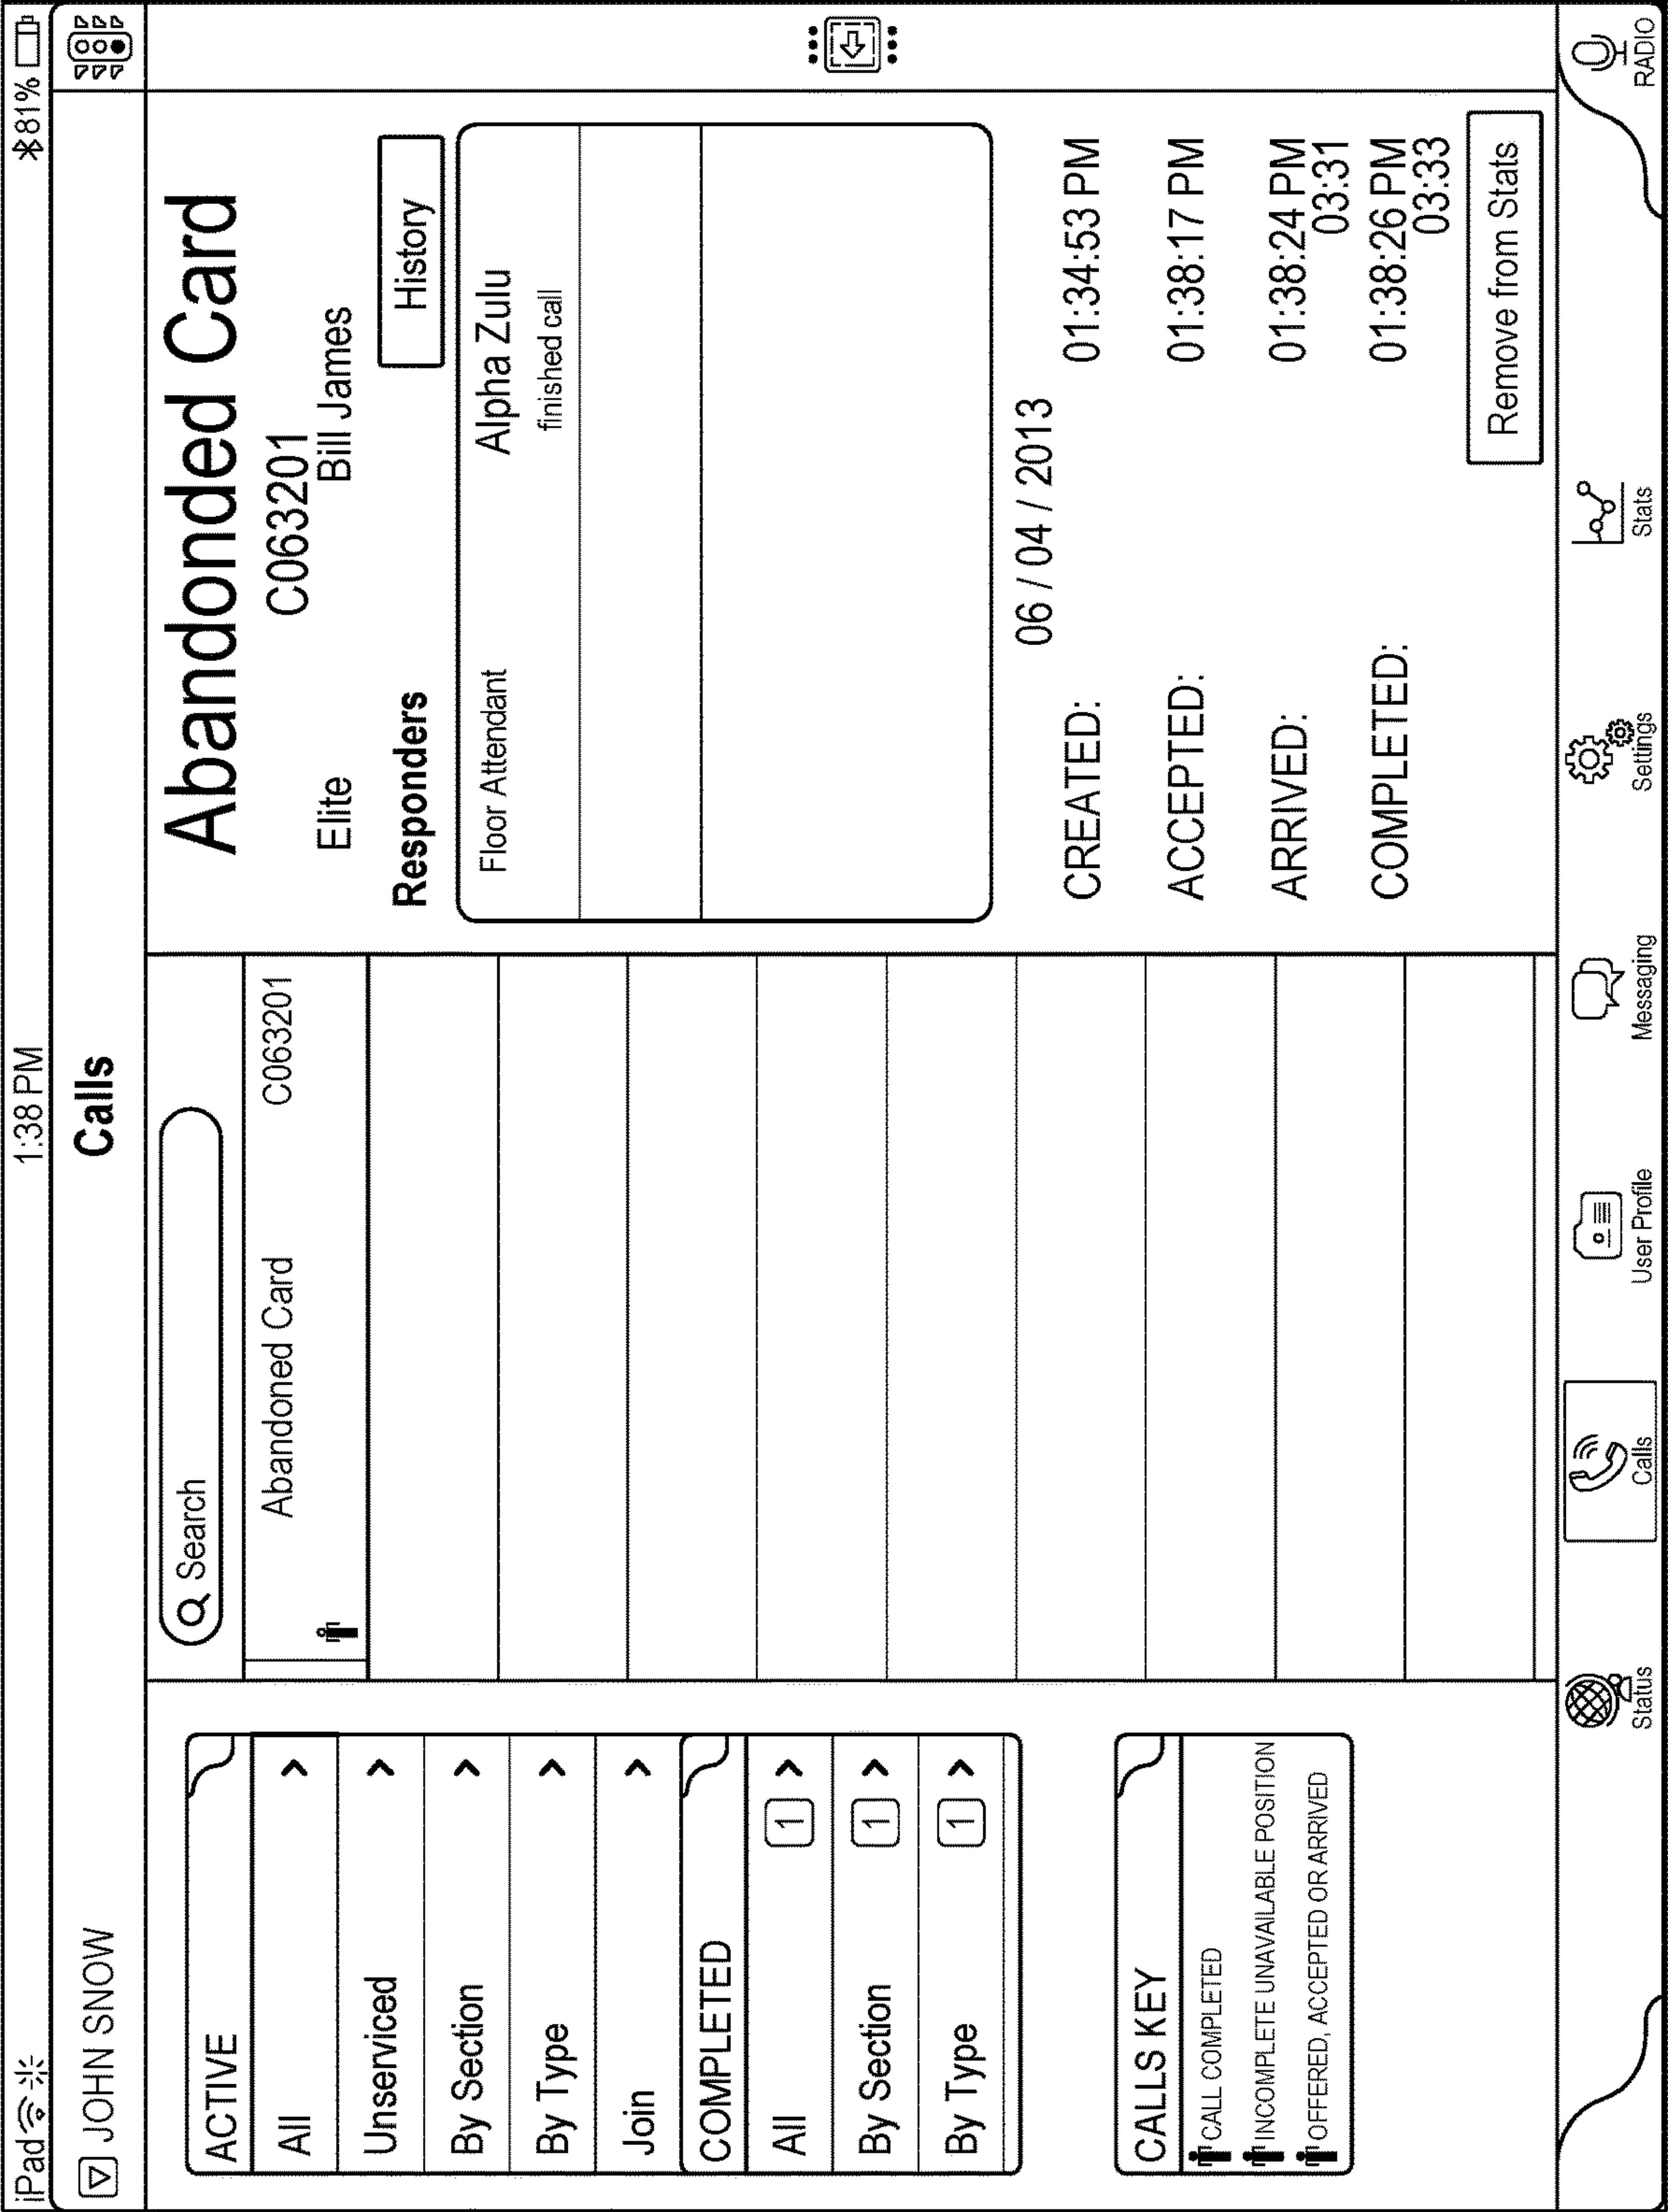 iPad 1:38 PM 81%
JOHN SNOW Calls
ACTIVE
All >
Unserviced >
By Section >
By Type >
Join >
COMPLETED
All 1 >
By Section 1 >
By Type 1 >
CALLS KEY
CALL COMPLETED
INCOMPLETE UNAVAILABLE POSITION
OFFERED, ACCEPTED OR ARRIVED
Search
Abandoned Card C063201
Abandonded Card
C063201
Elite Bill James
Responders History
Floor Attendant Alpha Zulu
finished call
06 / 04 / 2013
CREATED: 01:34:53 PM
ACCEPTED: 01:38:17 PM
ARRIVED: 01:38:24 PM
03:31
COMPLETED: 01:38:26 PM
03:33
Remove from Stats
Status Calls User Profile Messaging Settings Stats RADIO